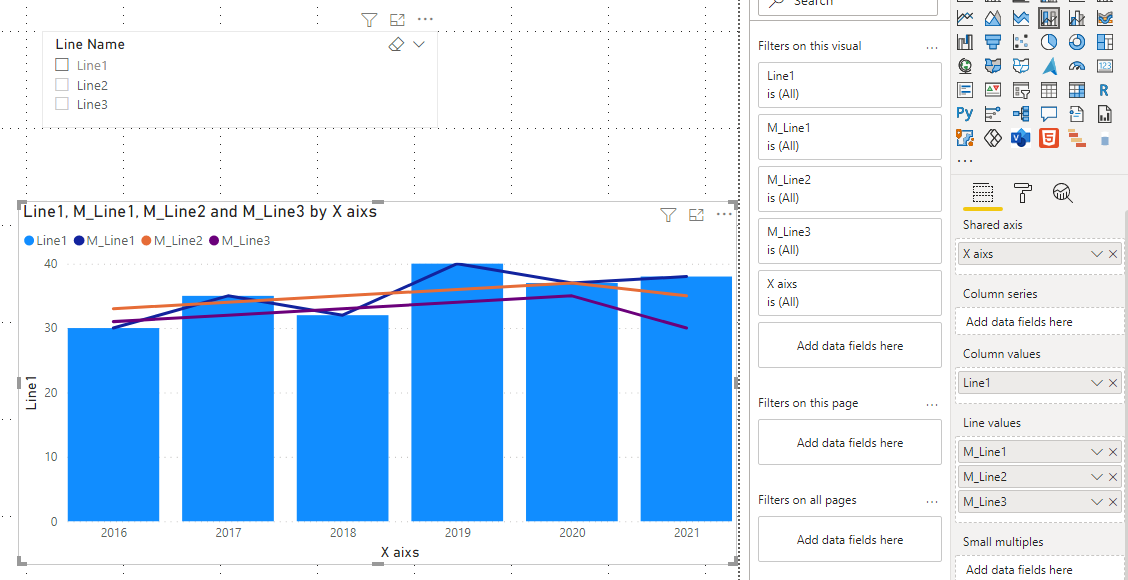 Line Name
Line1
Line2
Line3
Line1, M_Line1, M_Line2 and M_Line3 by X aixs
Line1 M_Line1 M_Line2 M_Line3
40
30
20
10
0
Line1
2016 2017 2018 2019 2020 2021
X aixs
Search
Filters on this visual
Line1
is (All)
M_Line1
is (All)
M_Line2
is (All)
M_Line3
is (All)
X aixs
is (All)
Add data fields here
Filters on this page
Add data fields here
Filters on all pages
Add data fields here
123
R
Py
V
5
Shared axis
X aixs
Column series
Add data fields here
Column values
Line1
Line values
M_Line1
M_Line2
M_Line3
Small multiples
Add data fields here